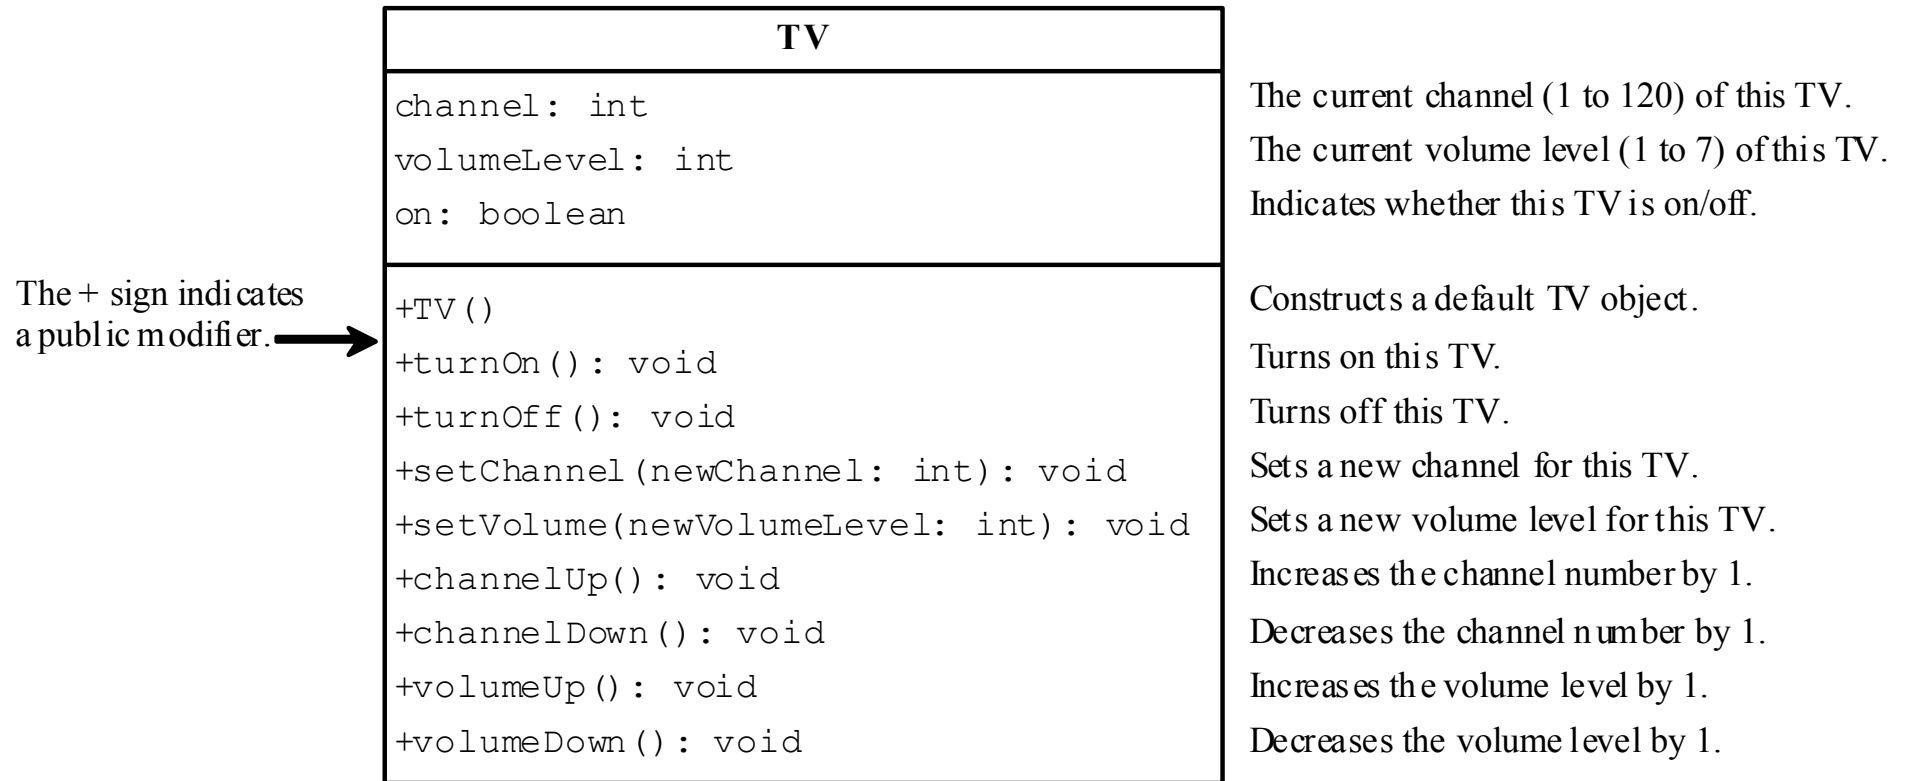 TV
channel: int
The current channel (1 to 120) of this TV.
volumeLevel: int
The current volume level (1 to 7) of this TV.
on: boolean
Indicates whether this TV is on/off.
The + sign indicates
a public modifier.
+TV()
Constructs a default TV object.
+turnOn(): void
Turns on this TV.
+turnOff(): void
Turns off this TV.
+setChannel(newChannel: int): void
Sets a new channel for this TV.
+setVolume(newVolumeLevel: int): void
Sets a new volume level for this TV.
+channelUp(): void
Increases the channel number by 1.
+channelDown(): void
Decreases the channel number by 1.
+volumeUp(): void
Increases the volume level by 1.
+volumeDown(): void
Decreases the volume level by 1.